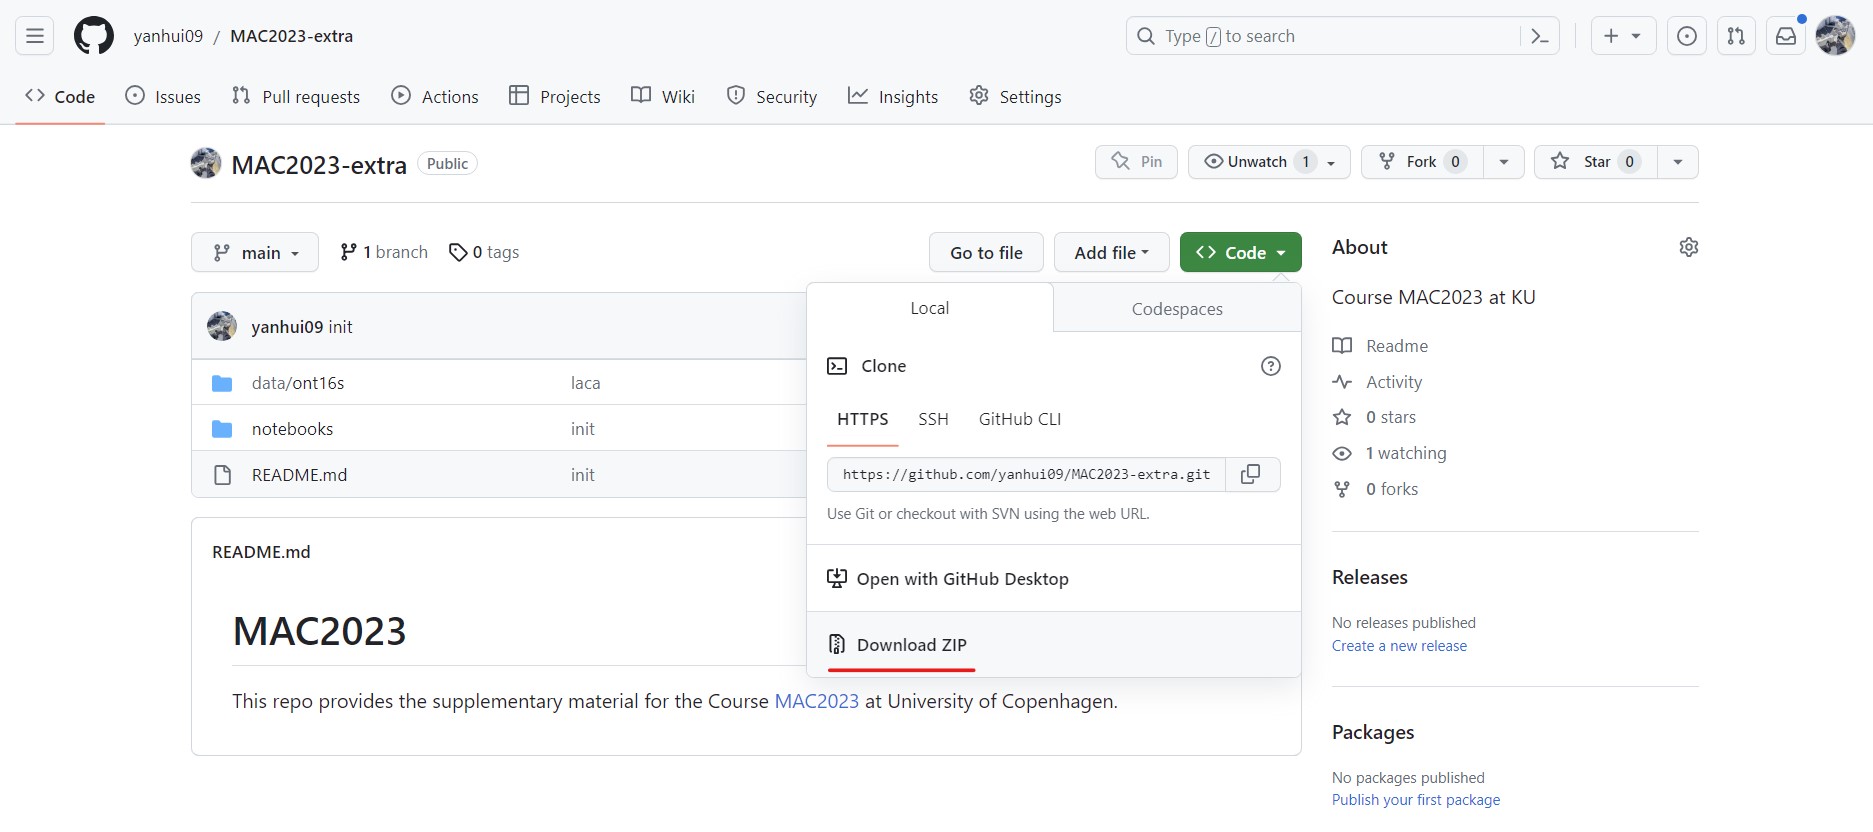 yanhui09 / MAC2023-extra
Type / to search
Code Issues Pull requests Actions Projects Wiki Security Insights Settings
MAC2023-extra Public
Pin Unwatch 1 Fork 0 Star 0
main 1 branch 0 tags Go to file Add file Code
yanhui09 init
data/ont16s laca
notebooks init
README.md init
Local Codespaces
Clone
HTTPS SSH GitHub CLI
https://github.com/yanhui09/MAC2023-extra.git
Use Git or checkout with SVN using the web URL.
Open with GitHub Desktop
Download ZIP
README.md
MAC2023
This repo provides the supplementary material for the Course MAC2023 at University of Copenhagen.
About
Course MAC2023 at KU
Readme
Activity
0 stars
1 watching
0 forks
Releases
No releases published
Create a new release
Packages
No packages published
Publish your first package